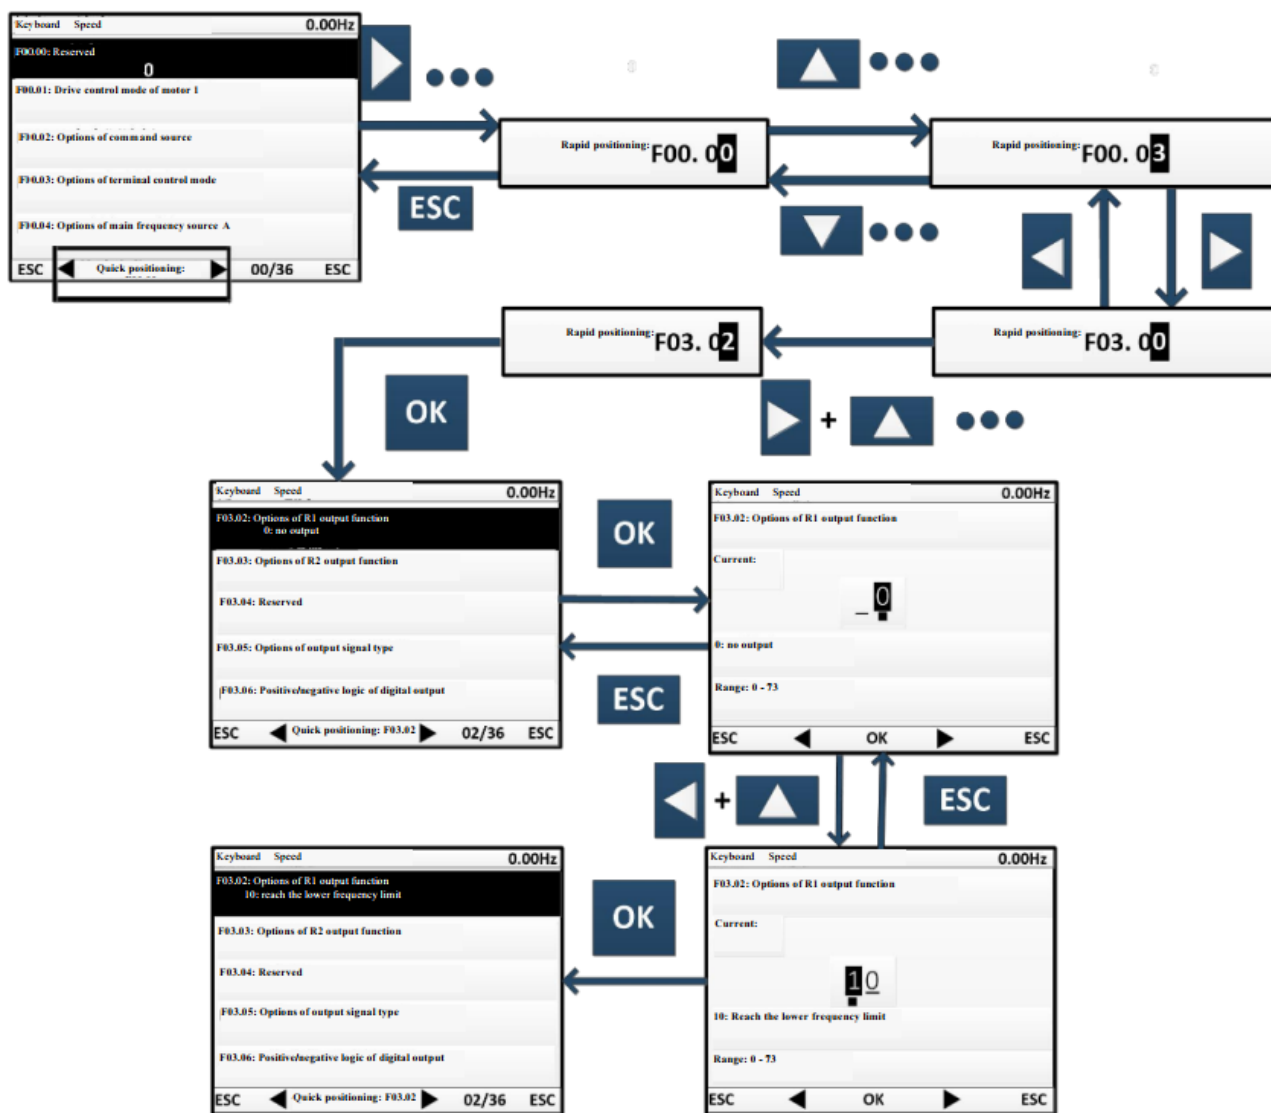 Keyboard Speed 0.00Hz
F00.00: Reserved
0
F00.01: Drive control mode of motor 1
F00.02: Options of command source
F00.03: Options of terminal control mode
F00.04: Options of main frequency source A
ESC Quick positioning: 00/36 ESC
ESC
Rapid positioning: F00. 00
Rapid positioning: F00. 03
Rapid positioning: F03. 02
Rapid positioning: F03. 00
OK
+
Keyboard Speed 0.00Hz
F03.02: Options of R1 output function
0: no output
F03.03: Options of R2 output function
F03.04: Reserved
F03.05: Options of output signal type
F03.06: Positive/negative logic of digital output
ESC Quick positioning: F03.02 02/36 ESC
OK
ESC
Keyboard Speed 0.00Hz
F03.02: Options of R1 output function
Current:
_0
0: no output
Range: 0 - 73
ESC OK ESC
+
ESC
Keyboard Speed 0.00Hz
F03.02: Options of R1 output function
10: reach the lower frequency limit
F03.03: Options of R2 output function
F03.04: Reserved
F03.05: Options of output signal type
F03.06: Positive/negative logic of digital output
ESC Quick positioning: F03.02 02/36 ESC
OK
Keyboard Speed 0.00Hz
F03.02: Options of R1 output function
Current:
10
10: Reach the lower frequency limit
Range: 0 - 73
ESC OK ESC